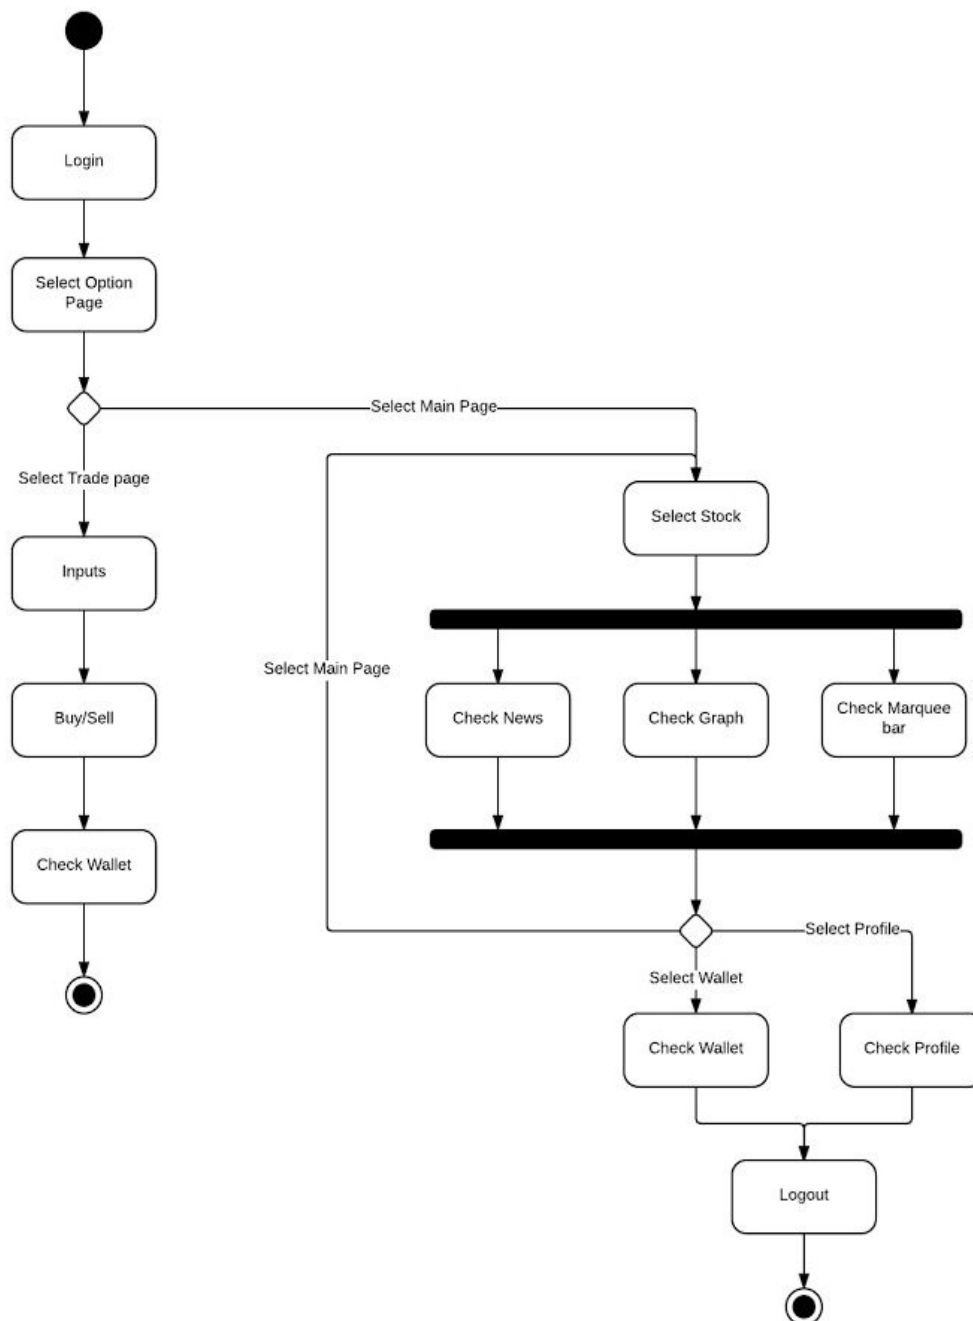 Login
Select Option
Page
Select Main Page
Select Trade page
Select Stock
Inputs
Select Main Page
Buy/Sell
Check News
Check Graph
Check Marquee
bar
Check Wallet
Select Profile
Select Wallet
Check Wallet
Check Profile
Logout